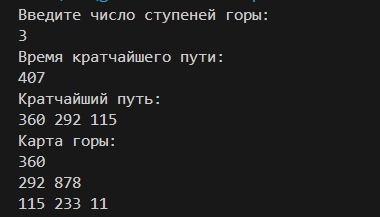 Введите число ступеней горы:
3
Время кратчайшего пути:
407
Кратчайший путь:
360 292 115
Карта горы:
360
292 878
115 233 11